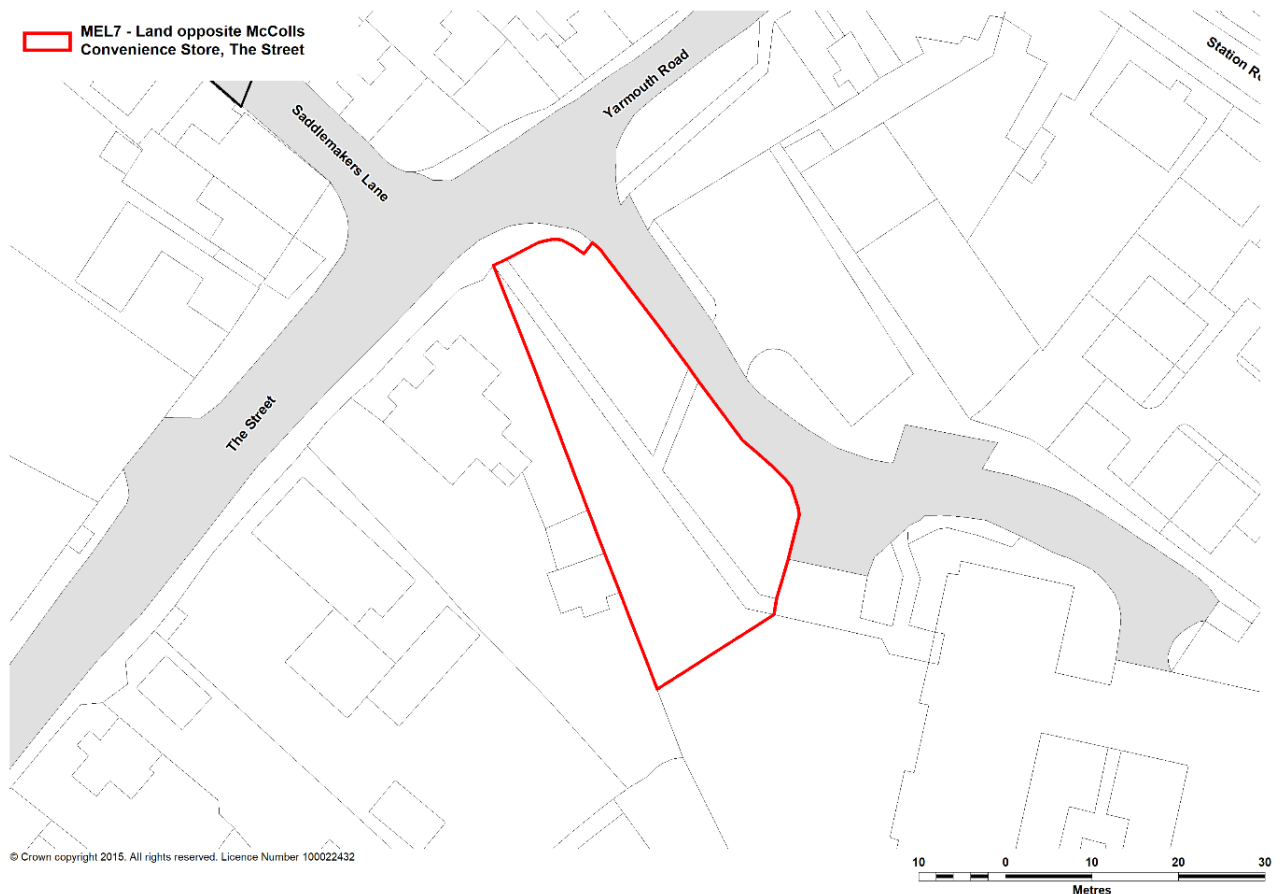 MEL7 - Land opposite McColls
Convenience Store, The Street
Yarmouth Road
Station
Saddlemakers Lane
The Street
© Crown copyright 2015. All rights reserved. Licence Number 100022432
10 0 10 20 30
Metres